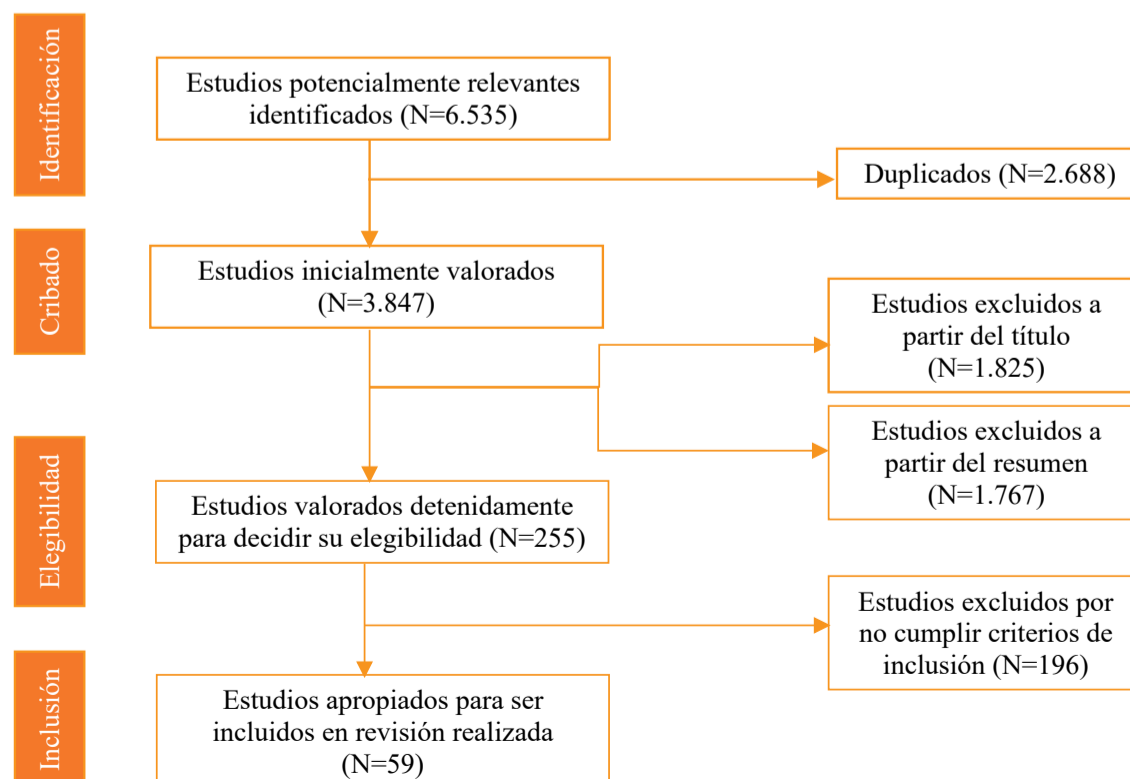 Identificación
Estudios potencialmente relevantes
identificados (N=6.535)
Duplicados (N=2.688)
Cribado
Estudios inicialmente valorados
(N=3.847)
Estudios excluidos a
partir del título
(N=1.825)
Estudios excluidos a
partir del resumen
(N=1.767)
Elegibilidad
Estudios valorados detenidamente
para decidir su elegibilidad (N=255)
Estudios excluidos por
no cumplir criterios de
inclusión (N=196)
Inclusión
Estudios apropiados para ser
incluidos en revisión realizada
(N=59)